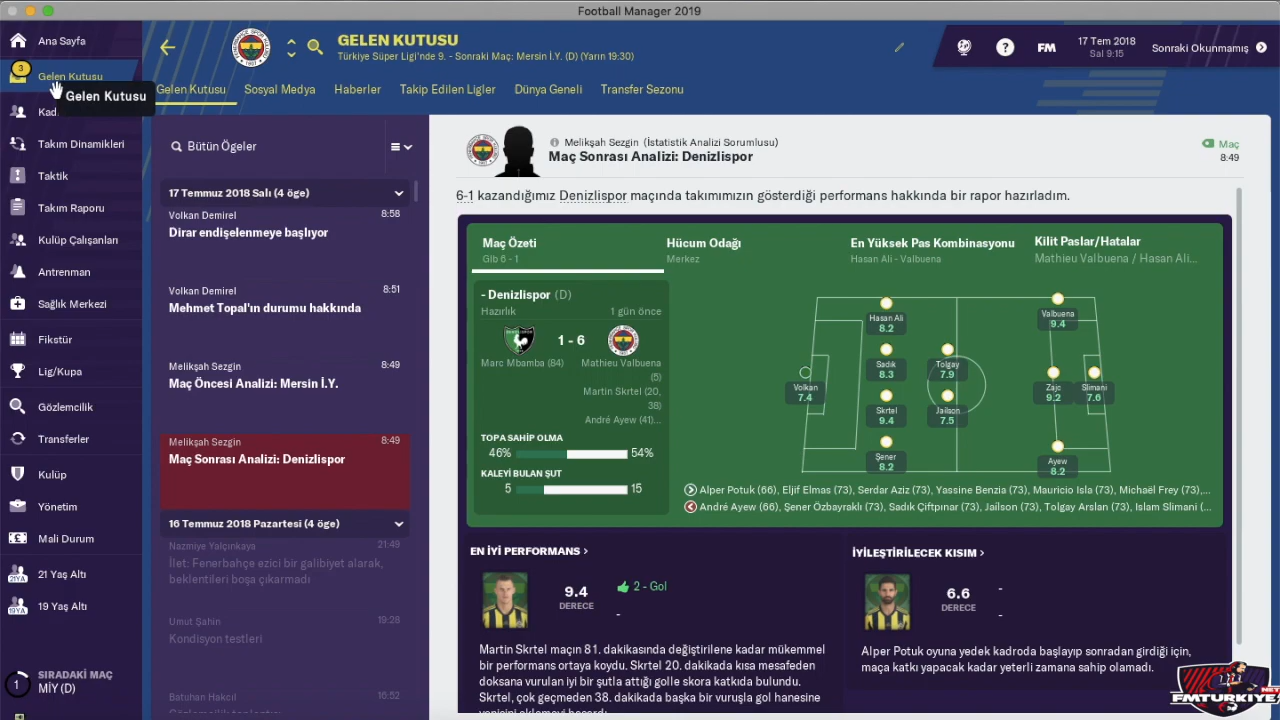 Football Manager 2019
Ana Sayfa
3
Gelen Kutusu
Gelen Kutusu
Takım Dinamikleri
Taktik
Takım Raporu
Kulüp Çalışanları
Antrenman
Sağlık Merkezi
Fikstür
Lig/Kupa
Gözlemcilik
Transferler
Kulüp
Yönetim
Mali Durum
21YA
21 Yaş Altı
19YA
19 Yaş Altı
1
SIRADAKİ MAÇ
MİY (D)
GELEN KUTUSU
Türkiye Süper Ligi'nde 9. - Sonraki Maç: Mersin İ.Y. (D) (Yarın 19:30)
FM
17 Tem 2018
Sal 9:15
Sonraki Okunmamış
Gelen Kutusu
Sosyal Medya
Haberler
Takip Edilen Ligler
Dünya Geneli
Transfer Sezonu
Bütün Ögeler
17 Temmuz 2018 Salı (4 öge)
Volkan Demirel 8:58
Dirar endişelenmeye başlıyor
Volkan Demirel 8:51
Mehmet Topal'ın durumu hakkında
Melikşah Sezgin 8:49
Maç Öncesi Analizi: Mersin İ.Y.
Melikşah Sezgin 8:49
Maç Sonrası Analizi: Denizlispor
16 Temmuz 2018 Pazartesi (4 öge)
Nazmiye Yalçınkaya 21:49
İlet: Fenerbahçe ezici bir galibiyet alarak,
beklentileri boşa çıkarmadı
Umut Şahin 19:28
Kondisyon testleri
Batuhan Hakcil 16:52
Melikşah Sezgin (İstatistik Analizi Sorumlusu)
Maç Sonrası Analizi: Denizlispor
Maç
8:49
6-1 kazandığımız Denizlispor maçında takımımızın gösterdiği performans hakkında bir rapor hazırladım.
Maç Özeti
Glb 6 - 1
Hücum Odağı
Merkez
En Yüksek Pas Kombinasyonu
Hasan Ali - Valbuena
Kilit Paslar/Hatalar
Mathieu Valbuena / Hasan Ali...
- Denizlispor (D)
Hazırlık 1 gün önce
1 - 6
Marc Mbamba (84)
Mathieu Valbuena
(5)
Martin Skrtel (20,
38)
André Ayew (41)...
TOPA SAHİP OLMA
46% 54%
KALEYİ BULAN ŞUT
5 15
Volkan
7.4
Hasan Ali
8.2
Sadık
8.3
Skrtel
9.4
Şener
8.2
Tolgay
7.9
Jailson
7.5
Valbuena
9.4
Zajc
9.2
Slimani
7.6
Ayew
8.2
Alper Potuk (66), Eljif Elmas (73), Serdar Aziz (73), Yassine Benzia (73), Mauricio Isla (73), Michaël Frey (73),...
André Ayew (66), Şener Özbayraklı (73), Sadık Çiftpınar (73), Jaílson (73), Tolgay Arslan (73), Islam Slimani (...
EN İYİ PERFORMANS >
9.4
DERECE
2 - Gol
-
Martin Skrtel maçın 81. dakikasında değiştirilene kadar mükemmel
bir performans ortaya koydu. Skrtel 20. dakikada kısa mesafeden
doksana vurulan iyi bir şutla attığı golle skora katkıda bulundu.
Skrtel, çok geçmeden 38. dakikada başka bir vuruşla gol hanesine
İYİLEŞTİRİLECEK KISIM >
6.6
DERECE
-
-
Alper Potuk oyuna yedek kadroda başlayıp sonradan girdiği için,
maça katkı yapacak kadar yeterli zamana sahip olamadı.
FMTURKIYE.NET